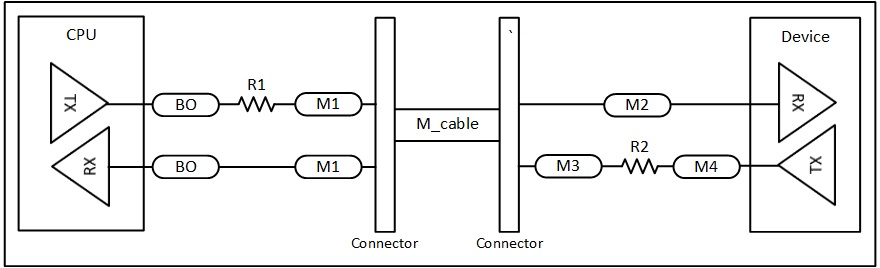 CPU
Device
TX
BO
R1
M1
M2
RX
M_cable
RX
BO
M1
M3
R2
M4
TX
Connector
Connector